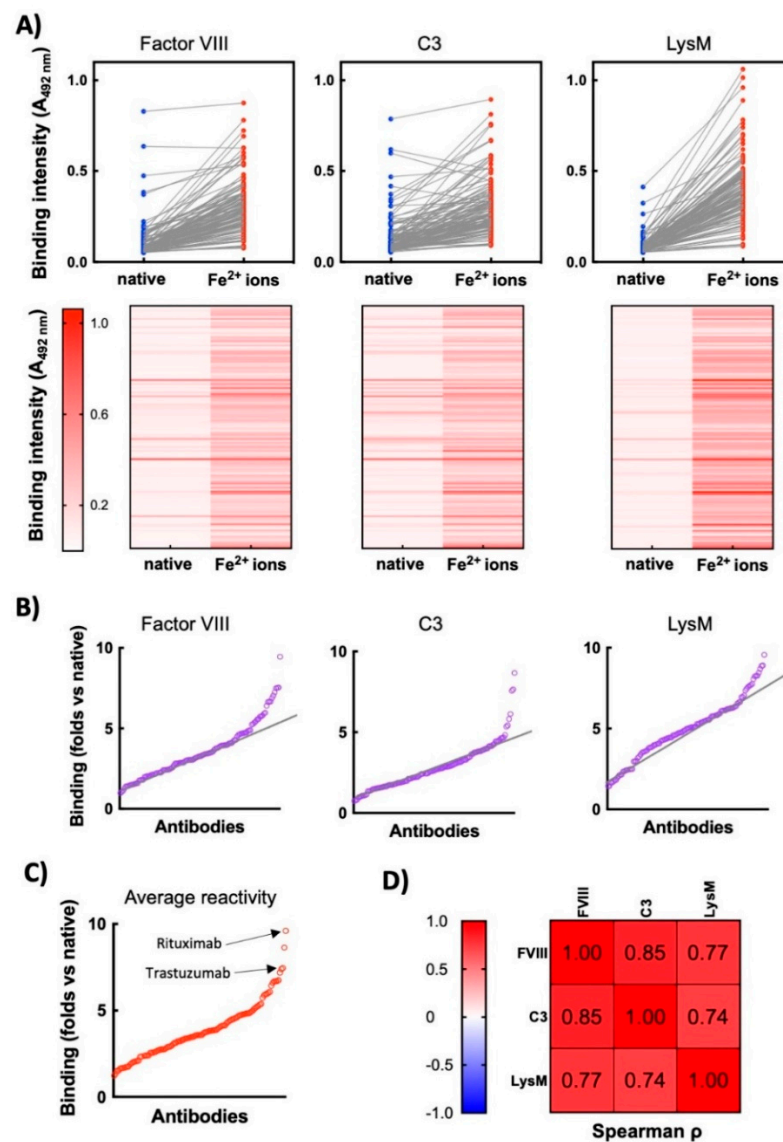 A)
Factor VIII C3 LysM
Binding intensity (A492 nm)
1.0 1.0 1.0
0.5 0.5 0.5
0.0 0.0 0.0
native Fe2+ ions native Fe2+ ions native Fe2+ ions
Binding intensity (A492 nm)
1.0
0.6
0.2
native Fe2+ ions native Fe2+ ions native Fe2+ ions
B)
Factor VIII C3 LysM
Binding (folds vs native)
10 10 10
5 5 5
0 0 0
Antibodies Antibodies Antibodies
C)
Average reactivity
Binding (folds vs native)
10
5
0
Rituximab
Trastuzumab
Antibodies
D)
1.0
0.5
0
-0.5
-1.0
FVIII C3 LysM
FVIII 1.00 0.85 0.77
C3 0.85 1.00 0.74
LysM 0.77 0.74 1.00
Spearman ρ